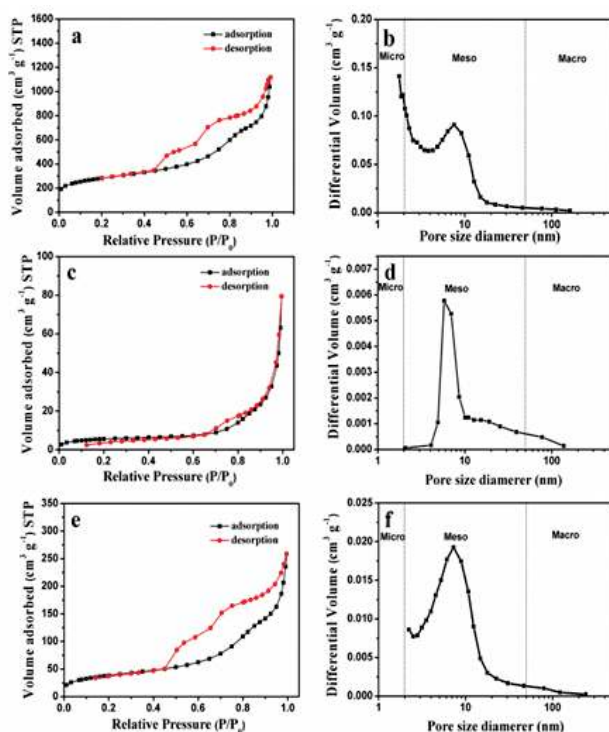 a
adsorption
desorption
1600
1400
1200
1000
800
600
400
200
0
0.0 0.2 0.4 0.6 0.8 1.0
Volume adsorbed (cm³ g⁻¹) STP
Relative Pressure (P/P₀)
b
Micro Meso Macro
0.20
0.15
0.10
0.05
0.00
1 10 100
Differential Volume (cm³ g⁻¹)
Pore size diamerer (nm)
c
adsorption
desorption
80
60
40
20
0
0.0 0.2 0.4 0.6 0.8 1.0
Volume adsorbed (cm³ g⁻¹) STP
Relative Pressure (P/P₀)
d
Micro Meso Macro
0.007
0.006
0.005
0.004
0.003
0.002
0.001
0.000
1 10 100
Differential Volume (cm³ g⁻¹)
Pore size diamerer (nm)
e
adsorption
desorption
350
300
250
200
150
100
50
0
0.0 0.2 0.4 0.6 0.8 1.0
Volume adsorbed (cm³ g⁻¹) STP
Relative Pressure (P/P₀)
f
Micro Meso Macro
0.025
0.020
0.015
0.010
0.005
0.000
1 10 100
Differential Volume (cm³ g⁻¹)
Pore size diamerer (nm)